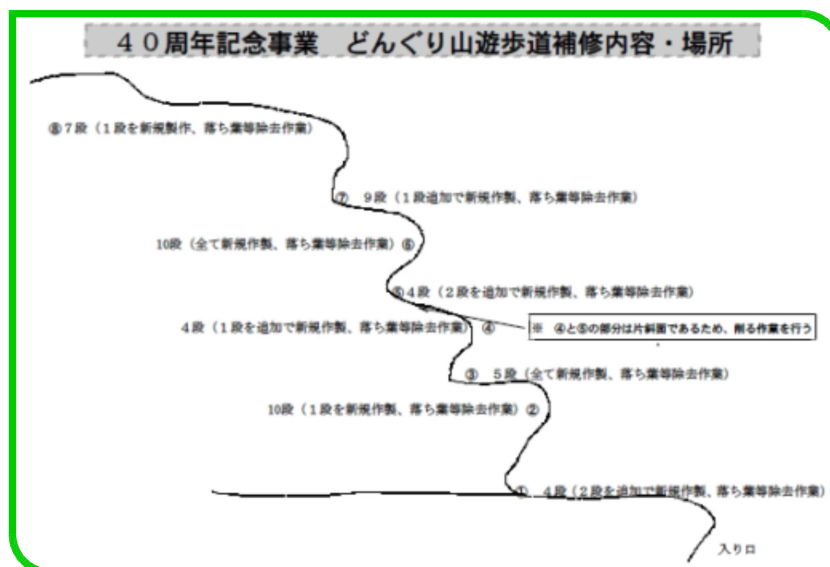 ４０周年記念事業　どんぐり山遊歩道補修内容・場所
⑧７段（１段を新規製作、落ち葉等除去作業）
⑦　９段（１段追加で新規作製、落ち葉等除去作業）
10段（全て新規作製、落ち葉等除去作業）⑥
⑤４段（２段を追加で新規作製、落ち葉等除去作業）
４段（１段を追加で新規作製、落ち葉等除去作業）④
※　④と⑤の部分は片斜面であるため、削る作業を行う
③　５段（全て新規作製、落ち葉等除去作業）
10段（１段を新規作製、落ち葉等除去作業）②
①　４段（２段を追加で新規作製、落ち葉等除去作業）
入り口